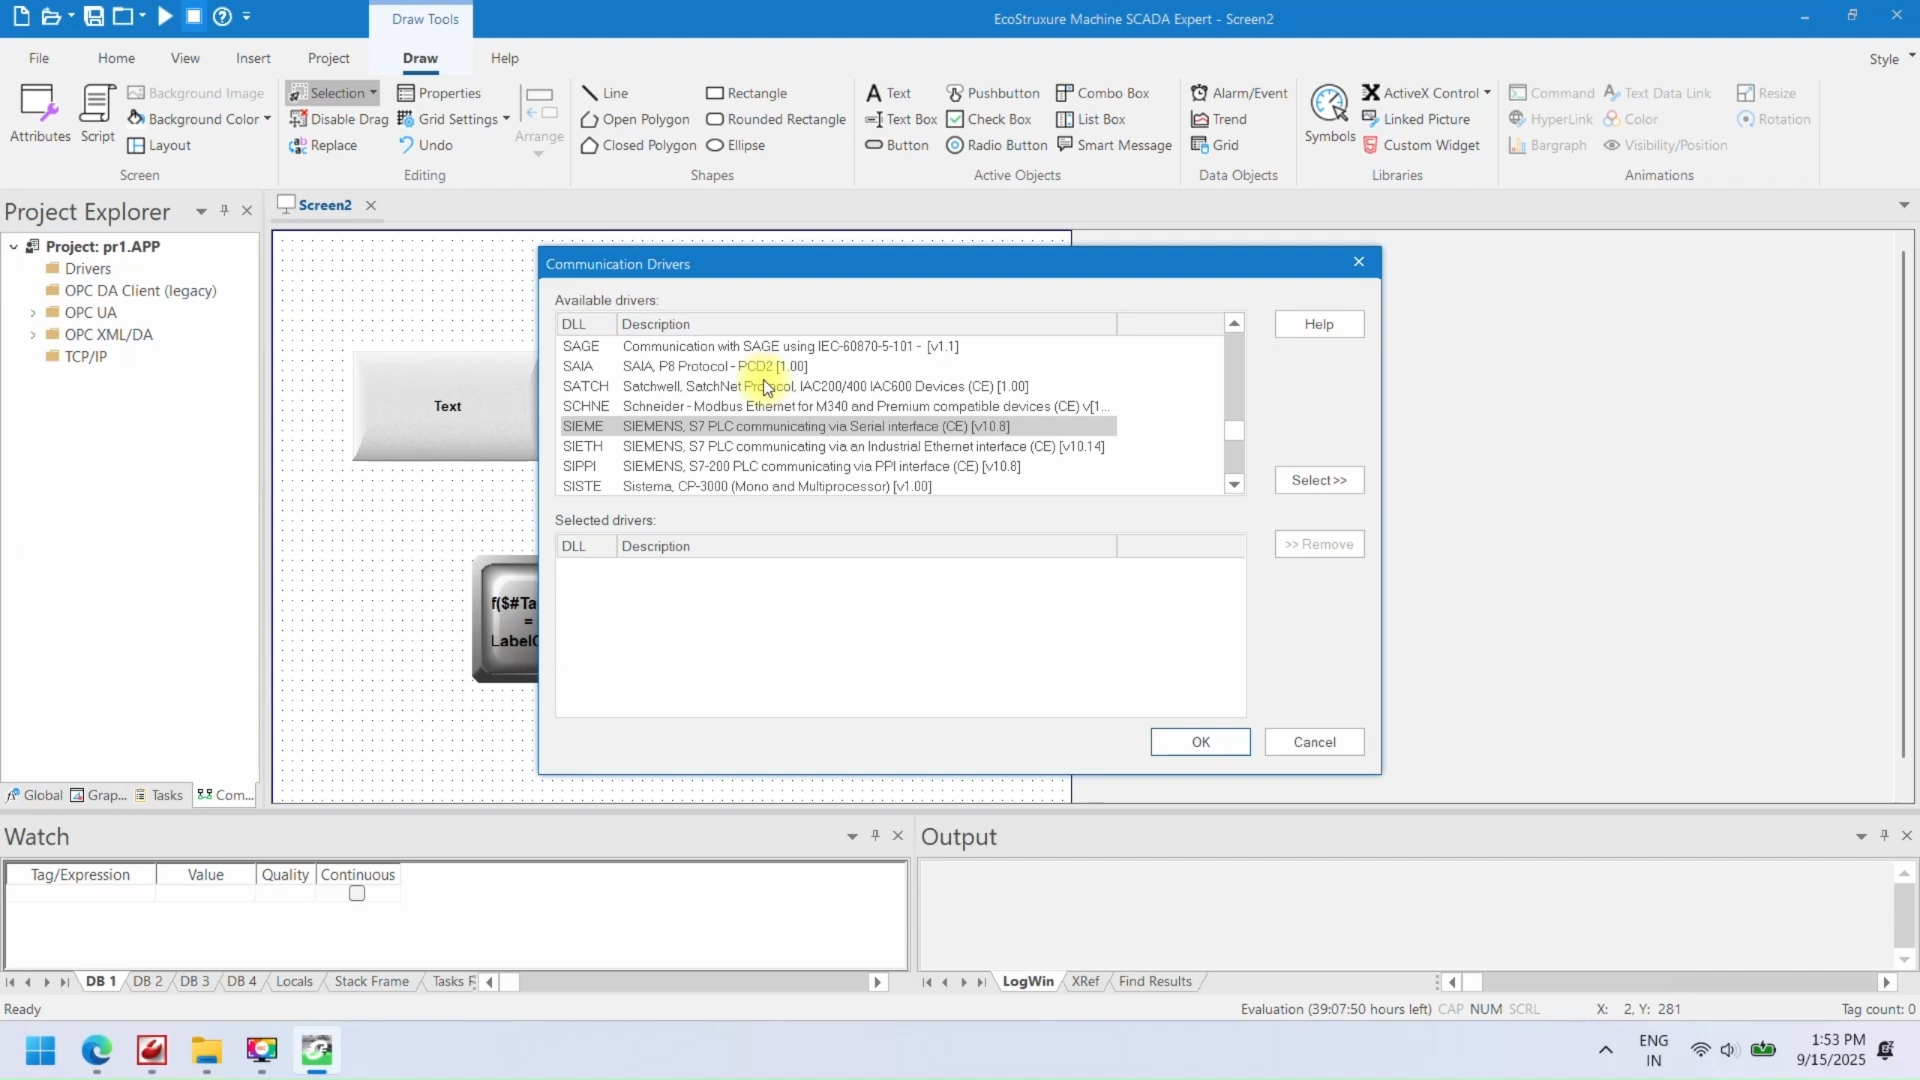 Draw Tools
EcoStruxure Machine SCADA Expert - Screen2
File Home View Insert Project Draw Help Style
Attributes Script Background Image Background Color Layout Screen
Selection Disable Drag Replace Properties Grid Settings Undo Arrange Editing
Line Open Polygon Closed Polygon Rectangle Rounded Rectangle Ellipse Shapes
Text Text Box Button Pushbutton Check Box Radio Button Combo Box List Box Smart Message Active Objects
Alarm/Event Trend Grid Data Objects
Symbols ActiveX Control Linked Picture Custom Widget Libraries
Command HyperLink Bargraph Text Data Link Color Visibility/Position Resize Rotation Animations
Project Explorer
Screen2
Project: pr1.APP
Drivers
OPC DA Client (legacy)
OPC UA
OPC XML/DA
TCP/IP
Global Grap... Tasks Com...
Text
f($#Ta
=
Communication Drivers
Available drivers:
DLL Description
SAGE Communication with SAGE using IEC-60870-5-101 - [v1.1]
SAIA SAIA, P8 Protocol - PCD2 [1.00]
SATCH Satchwell, SatchNet Protocol, IAC200/400 IAC600 Devices (CE) [1.00]
SCHNE Schneider - Modbus Ethernet for M340 and Premium compatible devices (CE) v[1...
SIEME SIEMENS, S7 PLC communicating via Serial interface (CE) [v10.8]
SIETH SIEMENS, S7 PLC communicating via an Industrial Ethernet interface (CE) [v10.14]
SIPPI SIEMENS, S7-200 PLC communicating via PPI interface (CE) [v10.8]
SISTE Sistema, CP-3000 (Mono and Multiprocessor) [v1.00]
Help
Select>>
Selected drivers:
DLL Description
>> Remove
OK Cancel
Watch
Tag/Expression Value Quality Continuous
DB 1 DB 2 DB 3 DB 4 Locals Stack Frame Tasks
Output
LogWin XRef Find Results
Ready
Evaluation (39:07:50 hours left) CAP NUM SCRL X: 2, Y: 281 Tag count: 0
ENG
IN
1:53 PM
9/15/2025